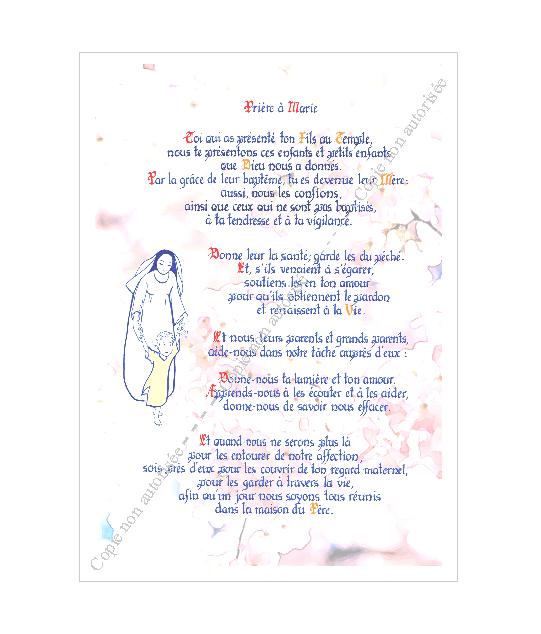 Prière à Marie
Toi qui as présenté ton Fils au Temple,
nous te présentons ces enfants et petits enfants
que Dieu nous a donnés.
Par la grâce de leur baptême, tu es devenue leur Mère:
aussi, nous les confions,
ainsi que ceux qui ne sont pas baptisés,
à ta tendresse et à ta vigilance.
Donne leur la santé; garde les du péché.
Et, s'ils venaient à s'égarer,
soutiens les en ton amour
pour qu'ils obtiennent le pardon
et renaissent à la Vie.
Et nous, leurs parents et grands parents,
aide-nous dans notre tâche auprès d'eux :
Donne-nous ta lumière et ton amour.
Apprends-nous à les écouter et à les aider,
donne-nous de savoir nous effacer.
Et quand nous ne serons plus là
pour les entourer de notre affection,
sois près d'eux pour les couvrir de ton regard maternel,
pour les garder à travers la vie,
afin qu'un jour nous soyons tous réunis
dans la maison du Père.
Copie non autorisée --- Copie non autorisée --- Copie non autorisée